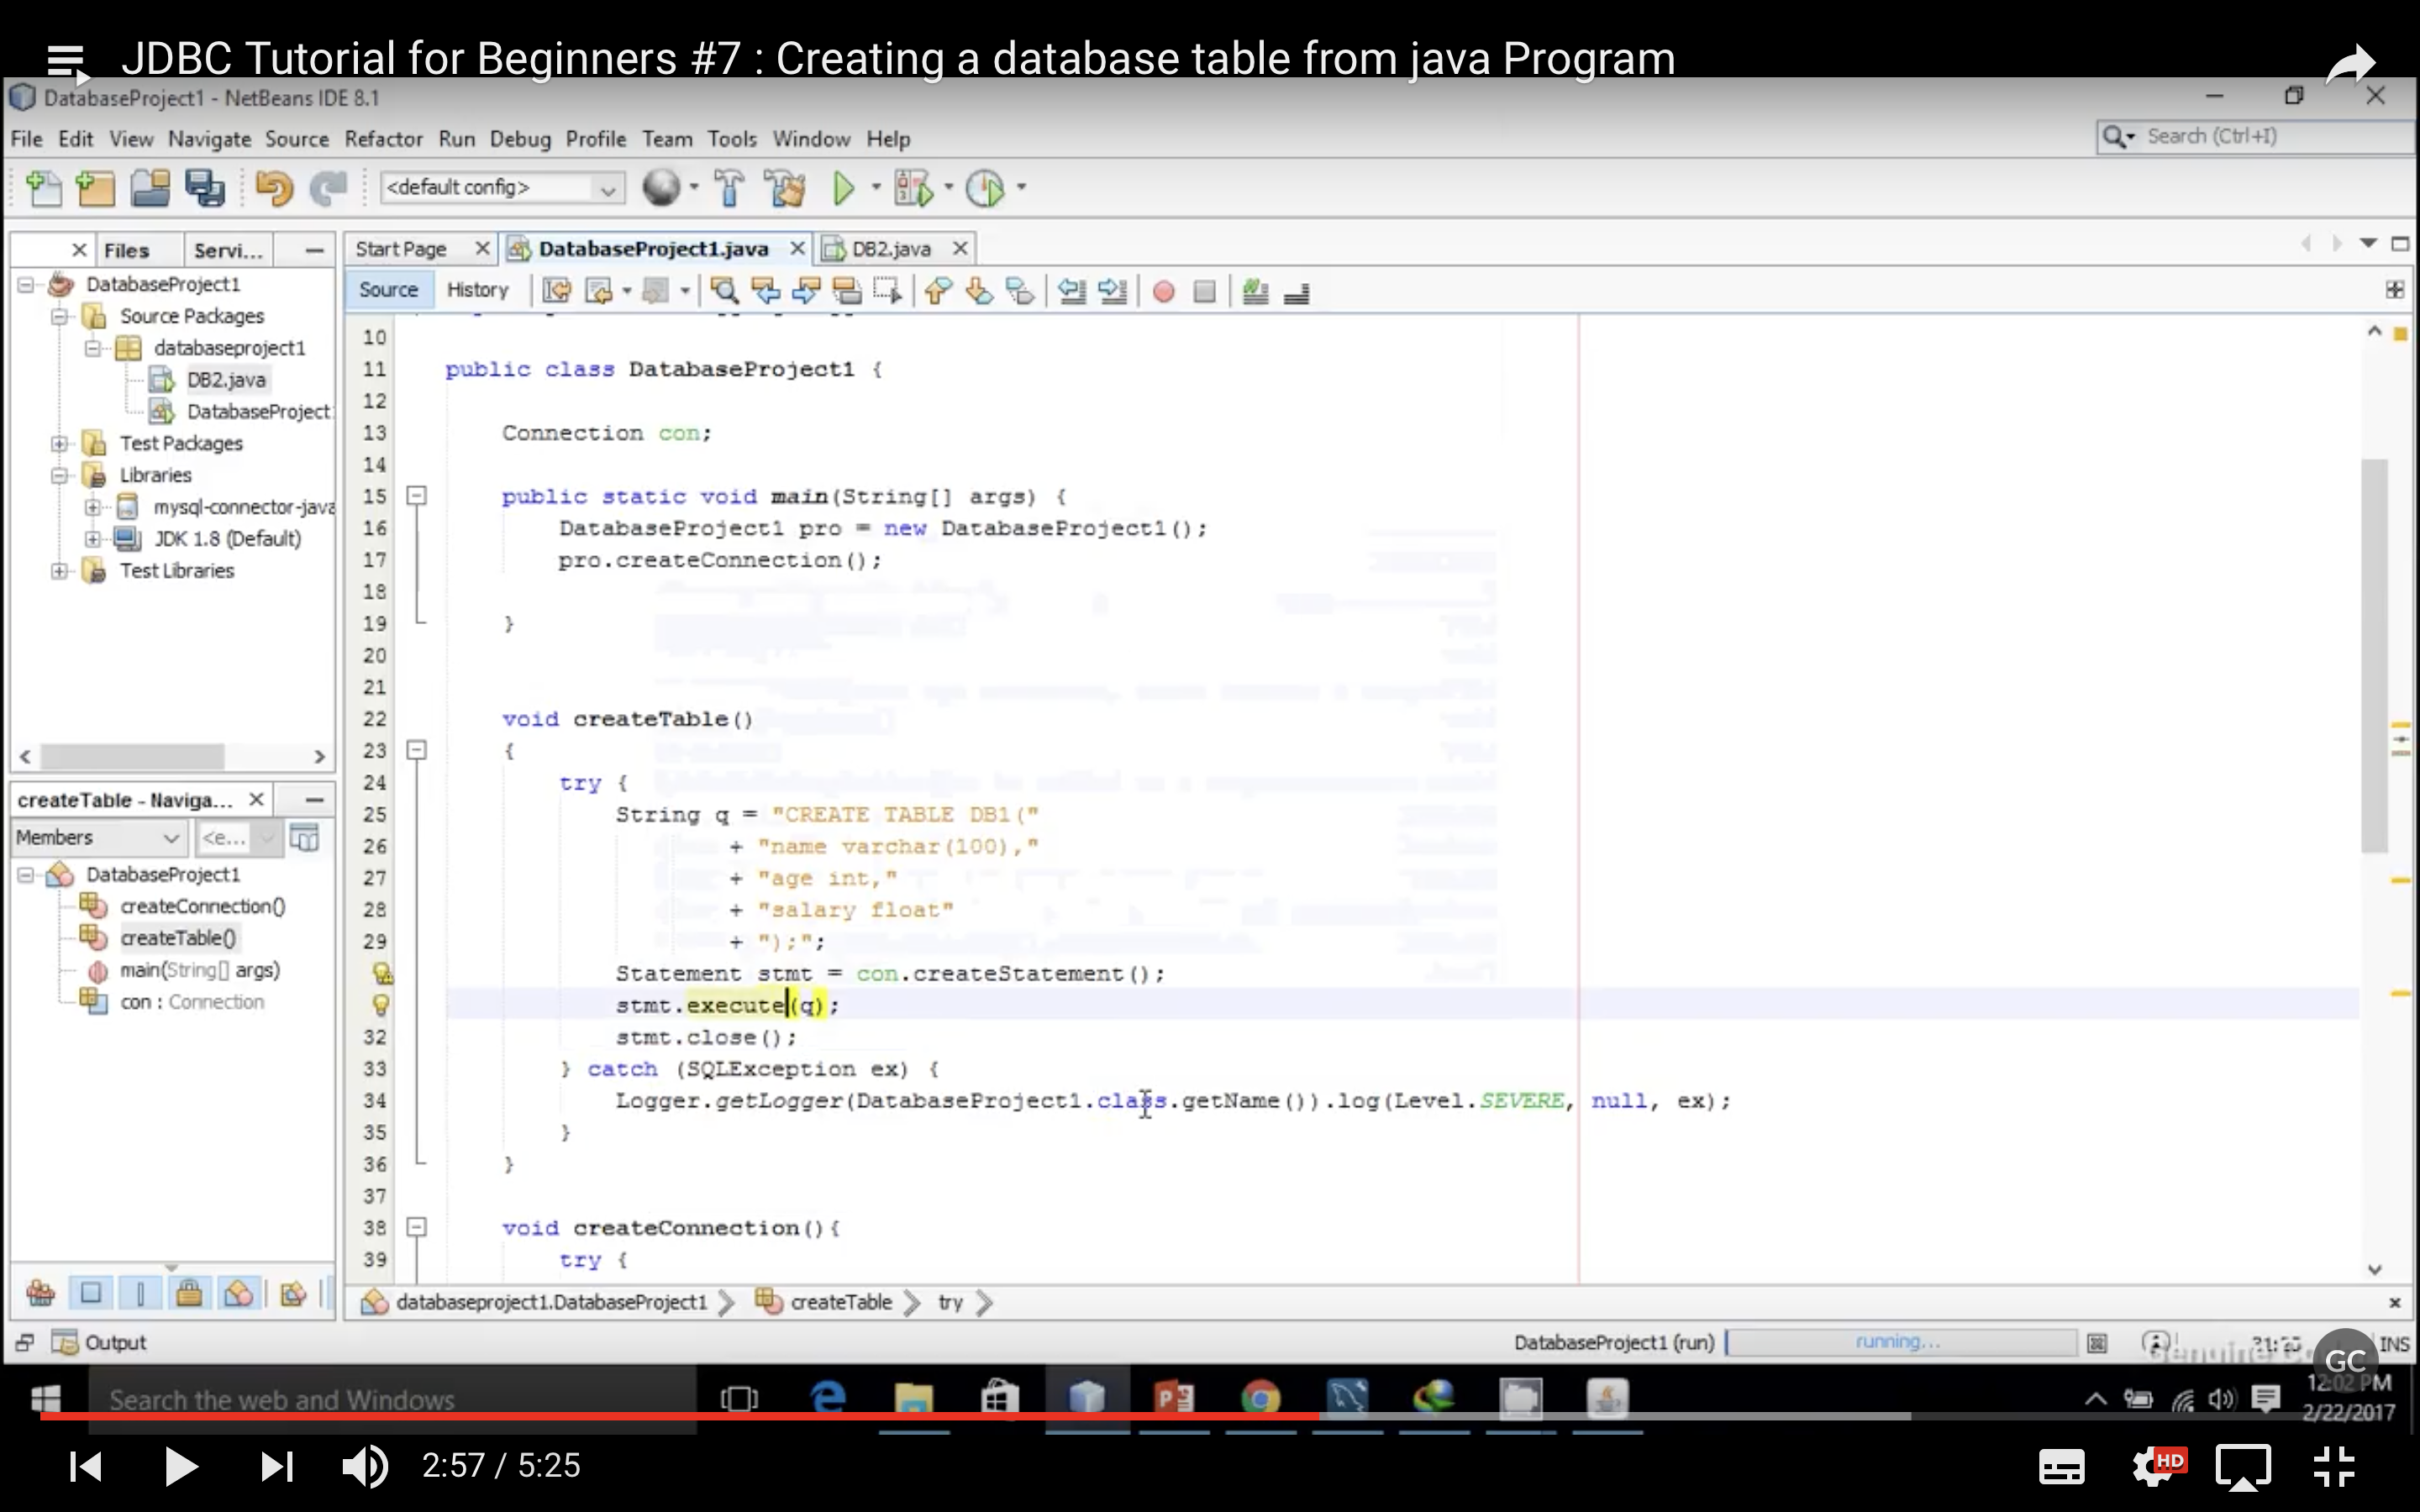 JDBC Tutorial for Beginners #7 : Creating a database table from java Program
DatabaseProject1 - NetBeans IDE 8.1
File Edit View Navigate Source Refactor Run Debug Profile Team Tools Window Help
Search (Ctrl+I)
<default config>
Files Servi...
Start Page DatabaseProject1.java DB2.java
Source History
DatabaseProject1
Source Packages
databaseproject1
DB2.java
DatabaseProject
Test Packages
Libraries
mysql-connector-java
JDK 1.8 (Default)
Test Libraries
createTable - Naviga...
Members <e...
DatabaseProject1
createConnection()
createTable()
main(String[] args)
con : Connection
10
11 public class DatabaseProject1 {
12
13 Connection con;
14
15 public static void main(String[] args) {
16 DatabaseProject1 pro = new DatabaseProject1();
17 pro.createConnection();
18
19 }
20
21
22 void createTable()
23 {
24 try {
25 String q = "CREATE TABLE DB1("
26 + "name varchar(100),"
27 + "age int,"
28 + "salary float"
29 + ");";
Statement stmt = con.createStatement();
stmt.execute(q);
32 stmt.close();
33 } catch (SQLException ex) {
34 Logger.getLogger(DatabaseProject1.class.getName()).log(Level.SEVERE, null, ex);
35 }
36 }
37
38 void createConnection(){
39 try {
databaseproject1.DatabaseProject1 createTable try
Output
DatabaseProject1 (run) running... INS
GC
Search the web and Windows
12:02 PM
2/22/2017
2:57 / 5:25
HD